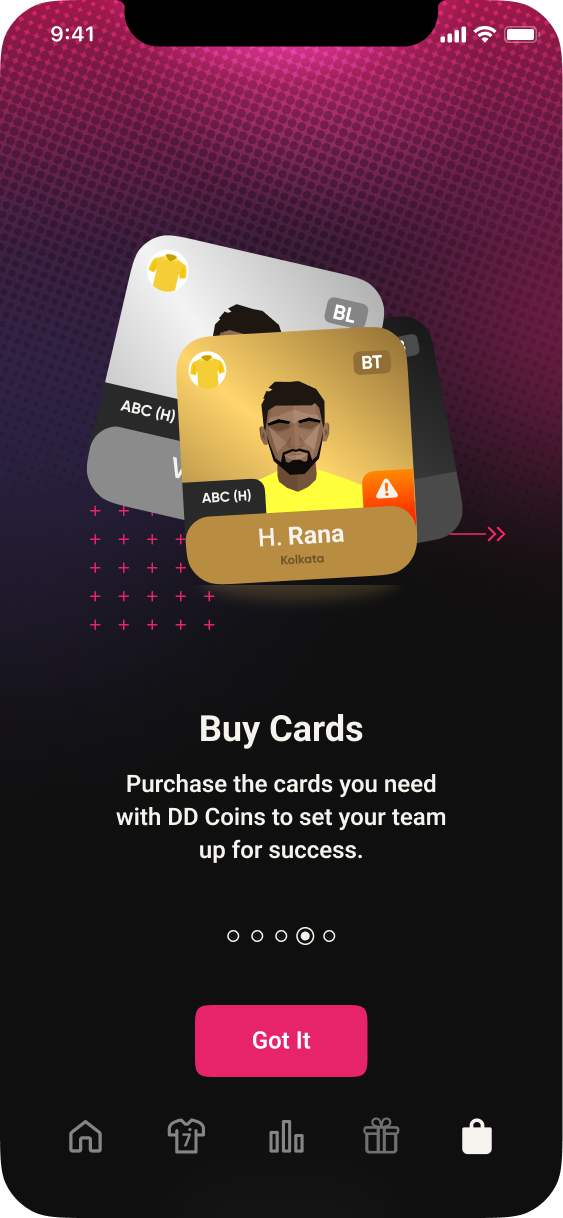 9:41
BL
BT
ABC (H)
ABC (H)
H. Rana
Kolkata
Buy Cards
Purchase the cards you need
with DD Coins to set your team
up for success.
Got It
7